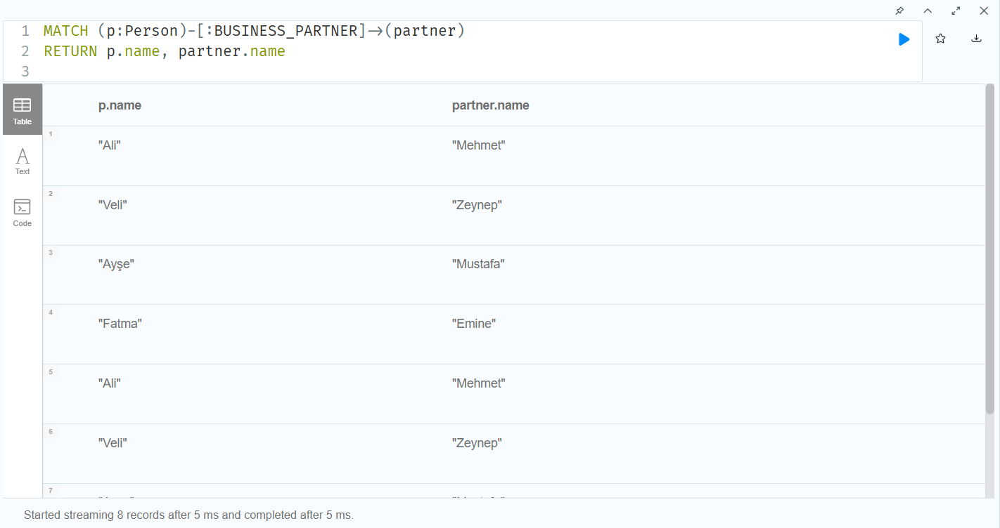 1 MATCH (p:Person)-[:BUSINESS_PARTNER]->(partner)
2 RETURN p.name, partner.name
3
Table
Text
Code
p.name partner.name
1 "Ali" "Mehmet"
2 "Veli" "Zeynep"
3 "Ayşe" "Mustafa"
4 "Fatma" "Emine"
5 "Ali" "Mehmet"
6 "Veli" "Zeynep"
7
Started streaming 8 records after 5 ms and completed after 5 ms.